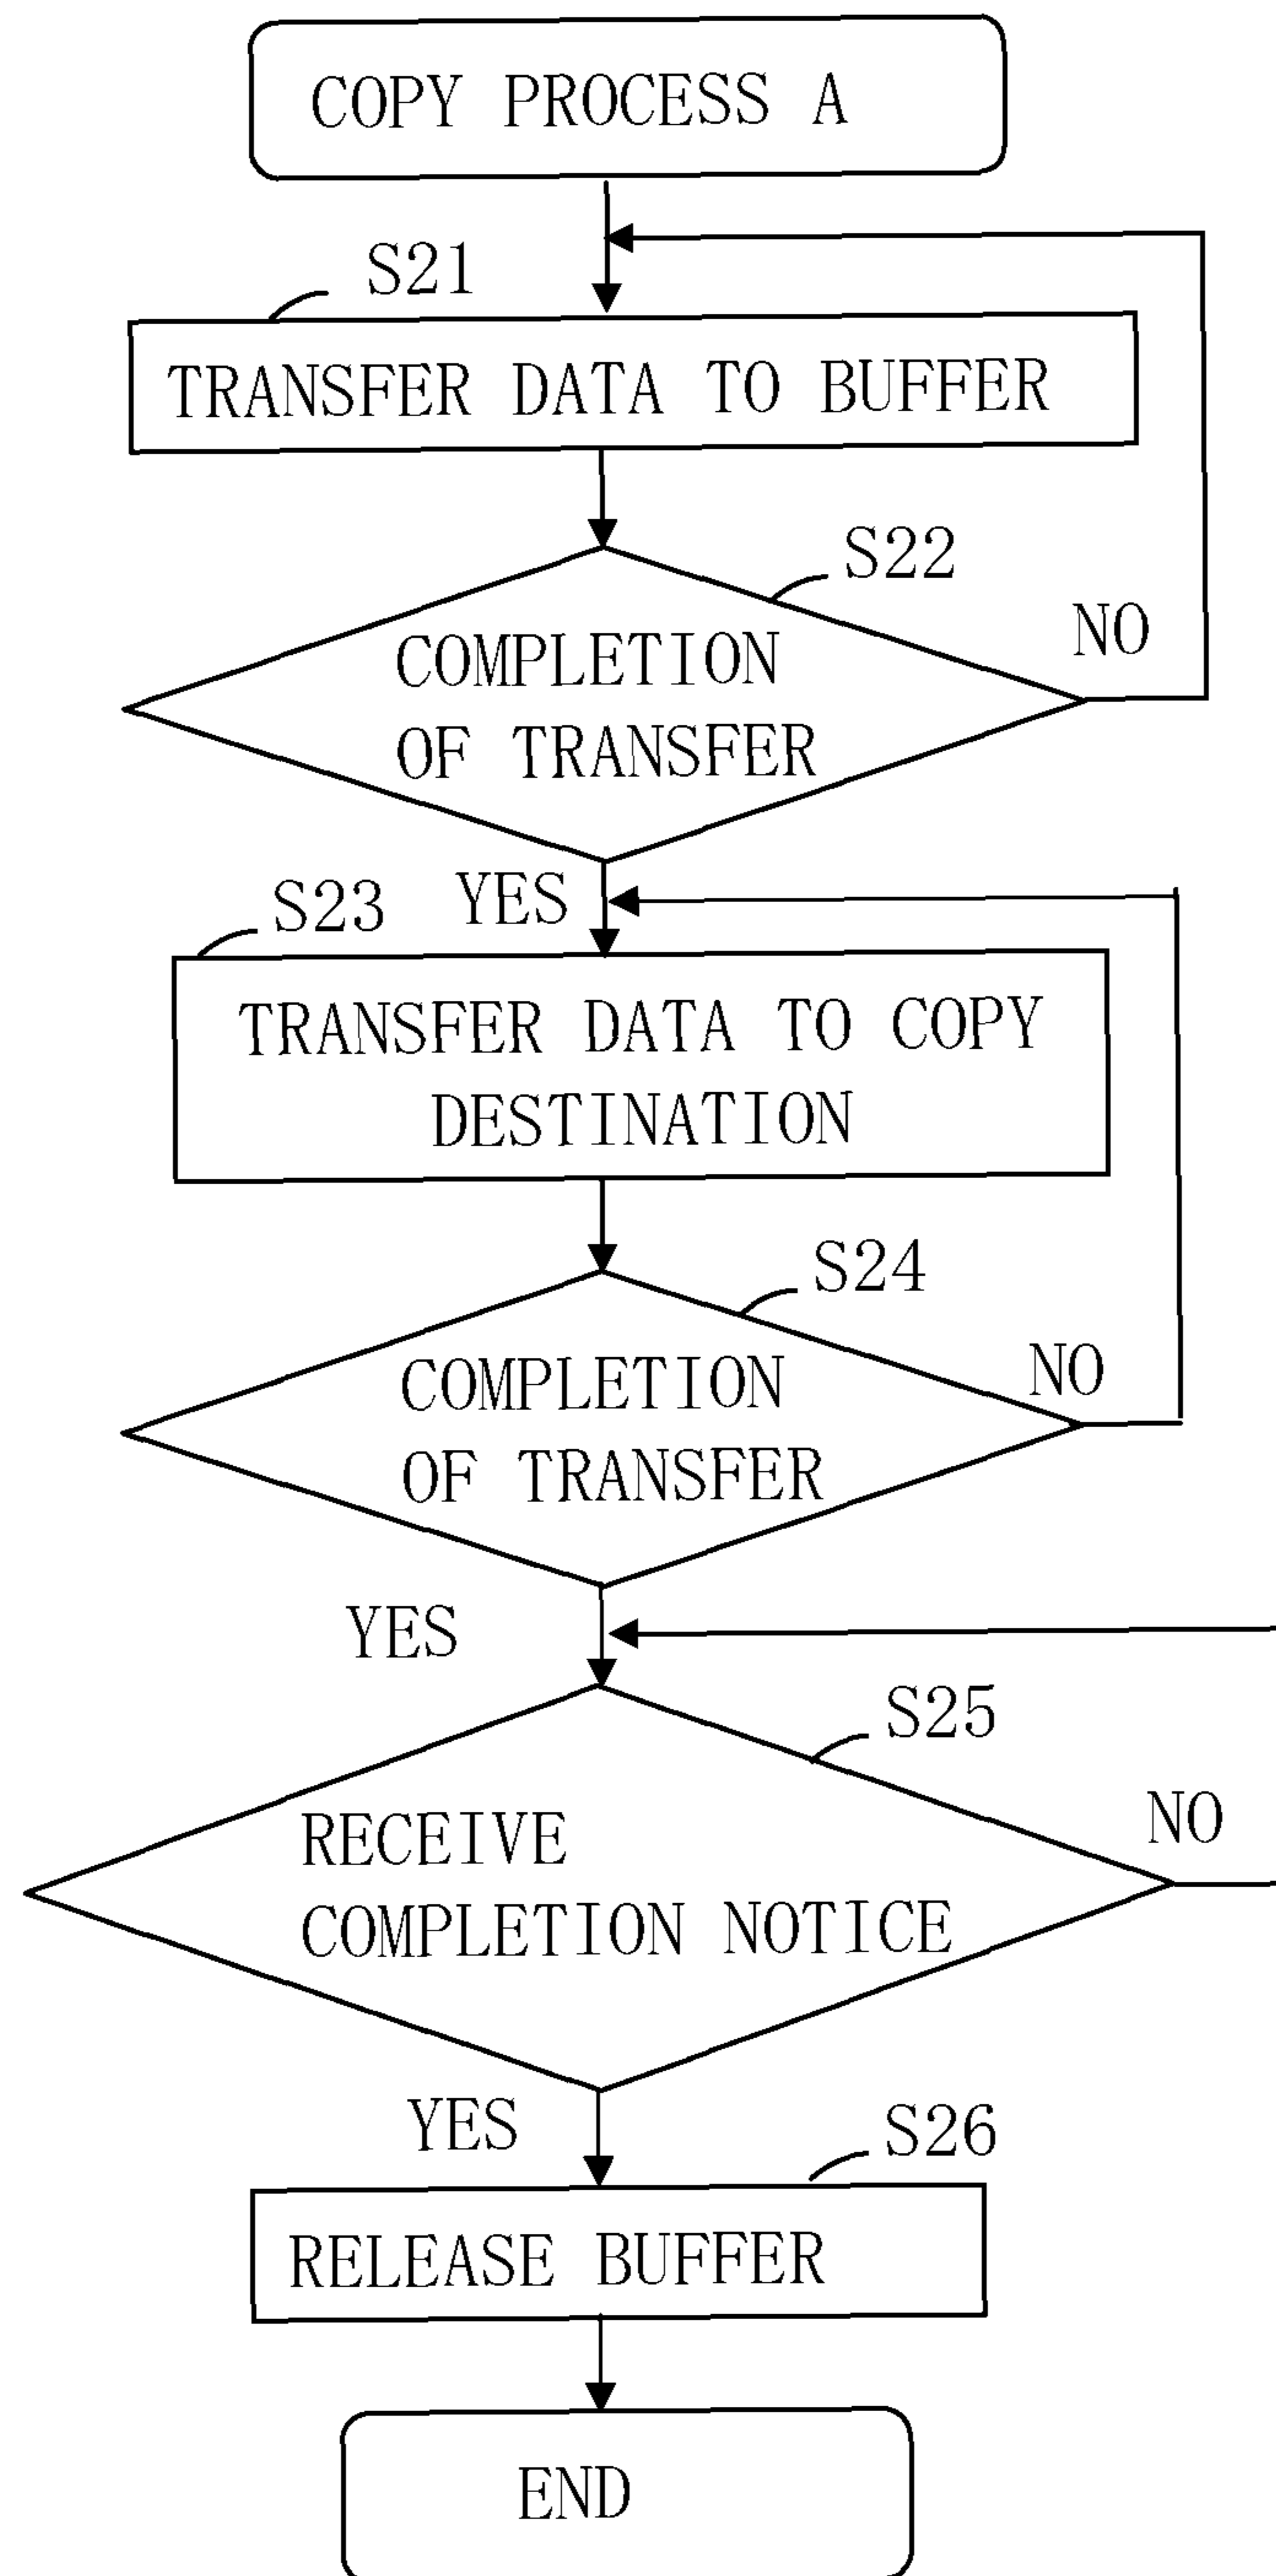 COPY PROCESS A
S21
TRANSFER DATA TO BUFFER
S22
NO
COMPLETION
OF TRANSFER
YES
S23
TRANSFER DATA TO COPY
DESTINATION
S24
NO
COMPLETION
OF TRANSFER
YES
S25
NO
RECEIVE
COMPLETION NOTICE
YES
S26
RELEASE BUFFER
END